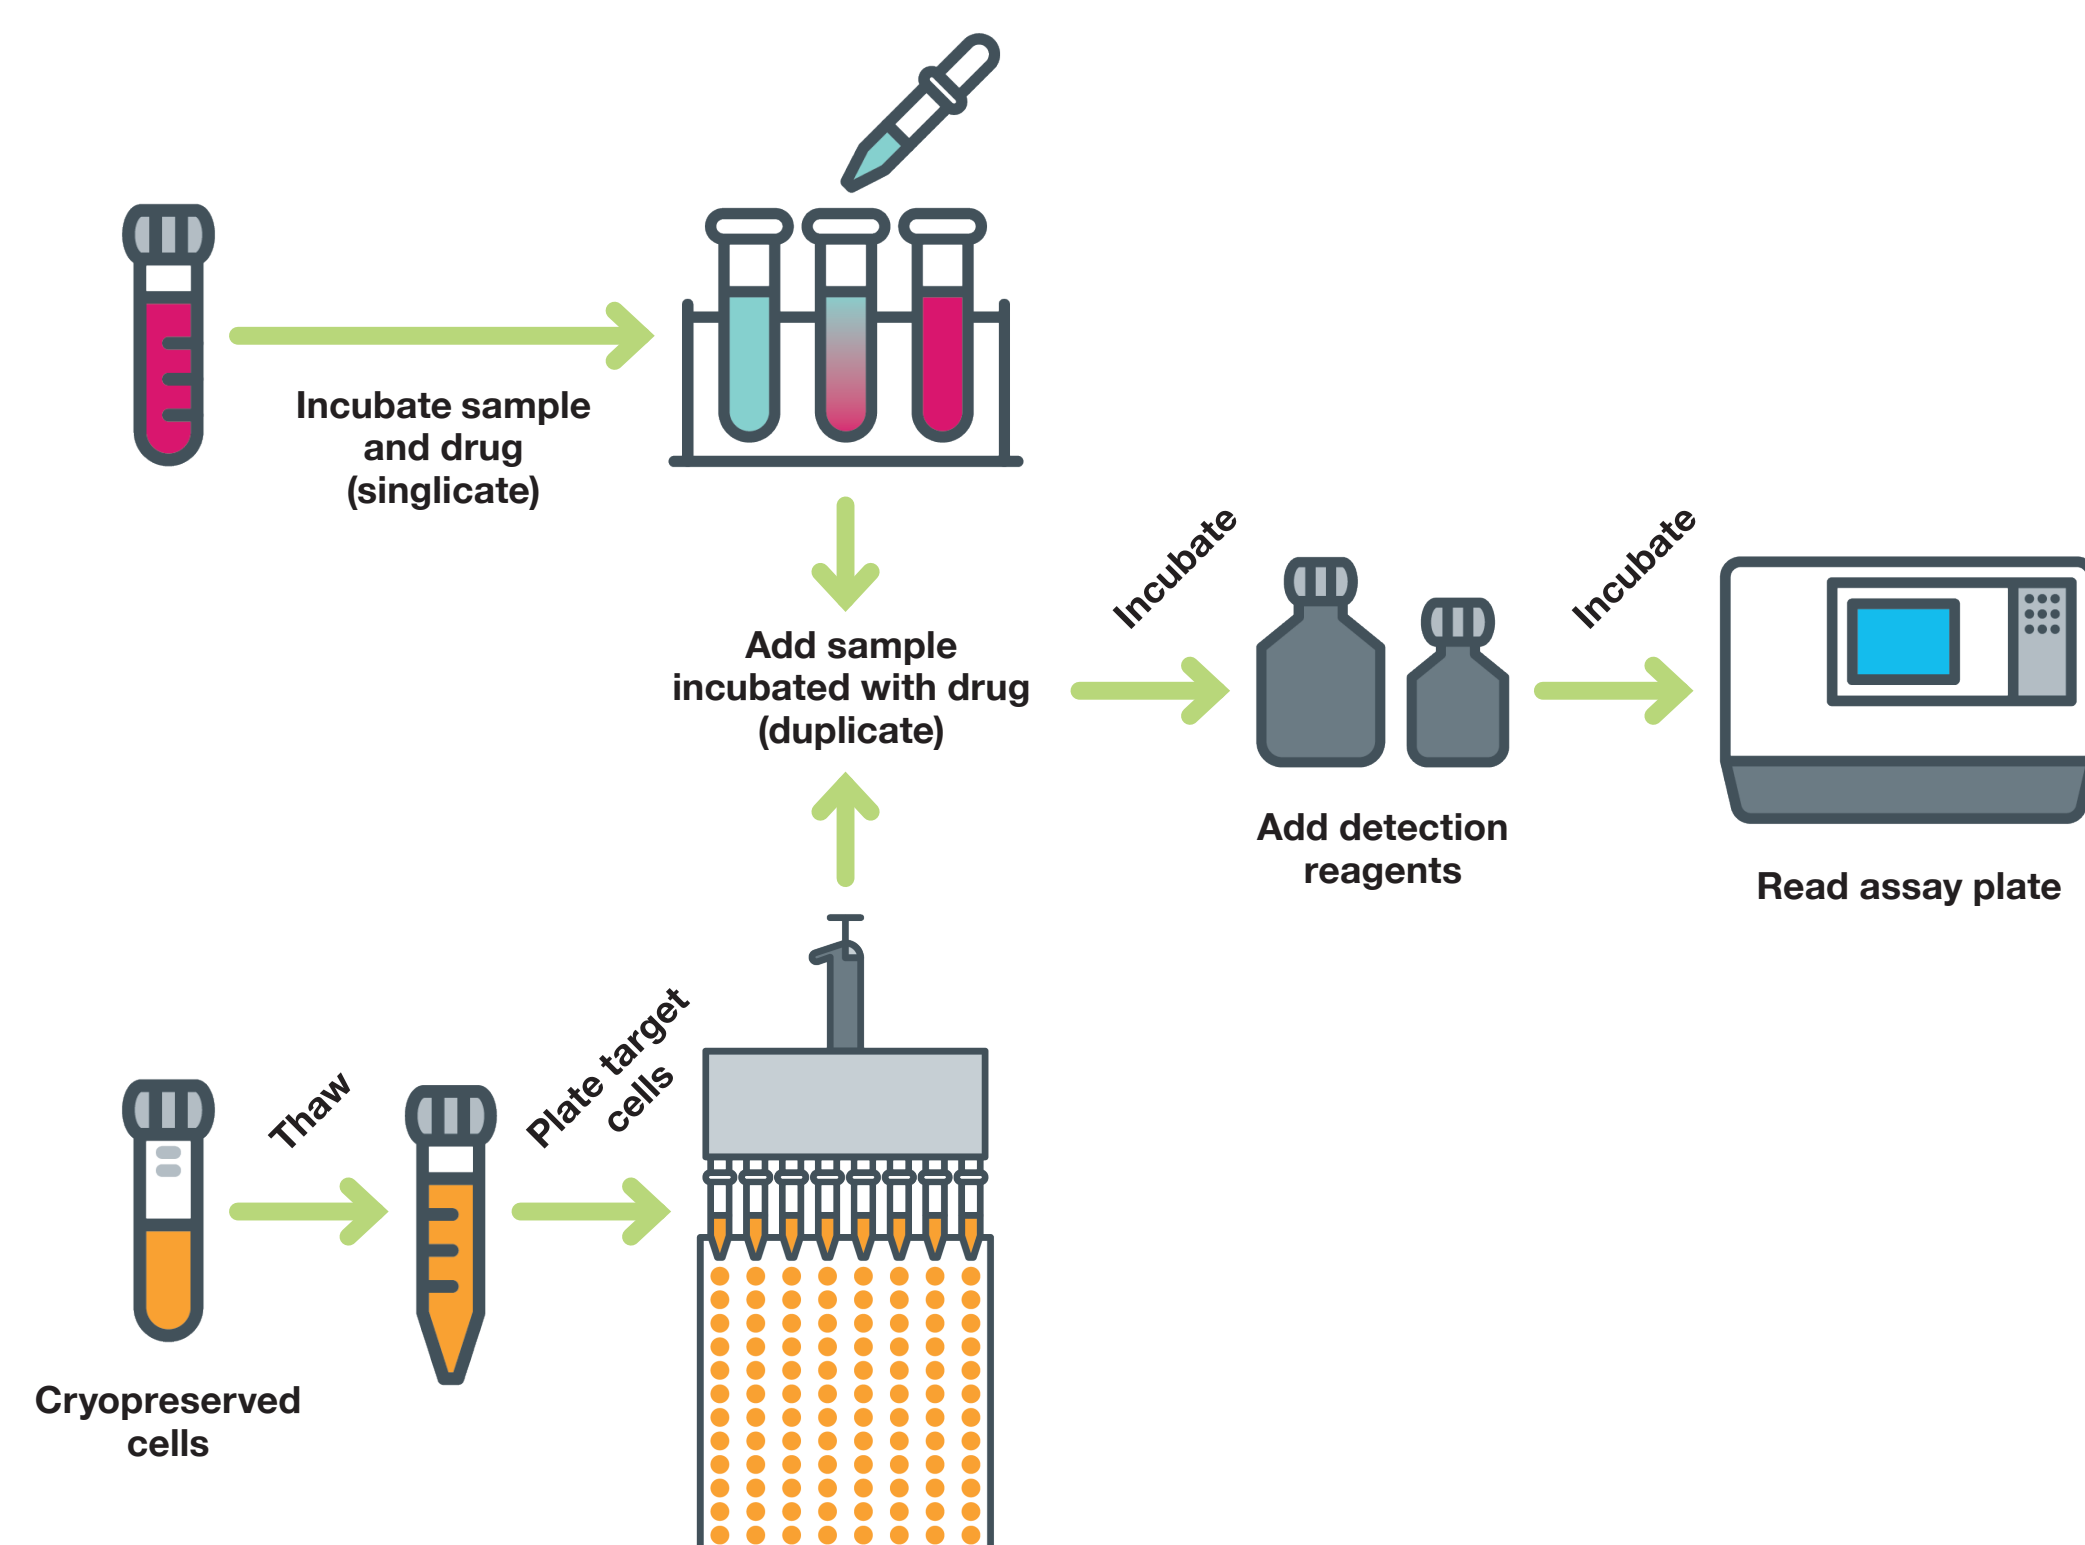 Incubate sample
and drug
(singlicate)
Add sample
incubated with drug
(duplicate)
Incubate
Add detection
reagents
Incubate
Read assay plate
Cryopreserved
cells
Thaw
Plate target
cells